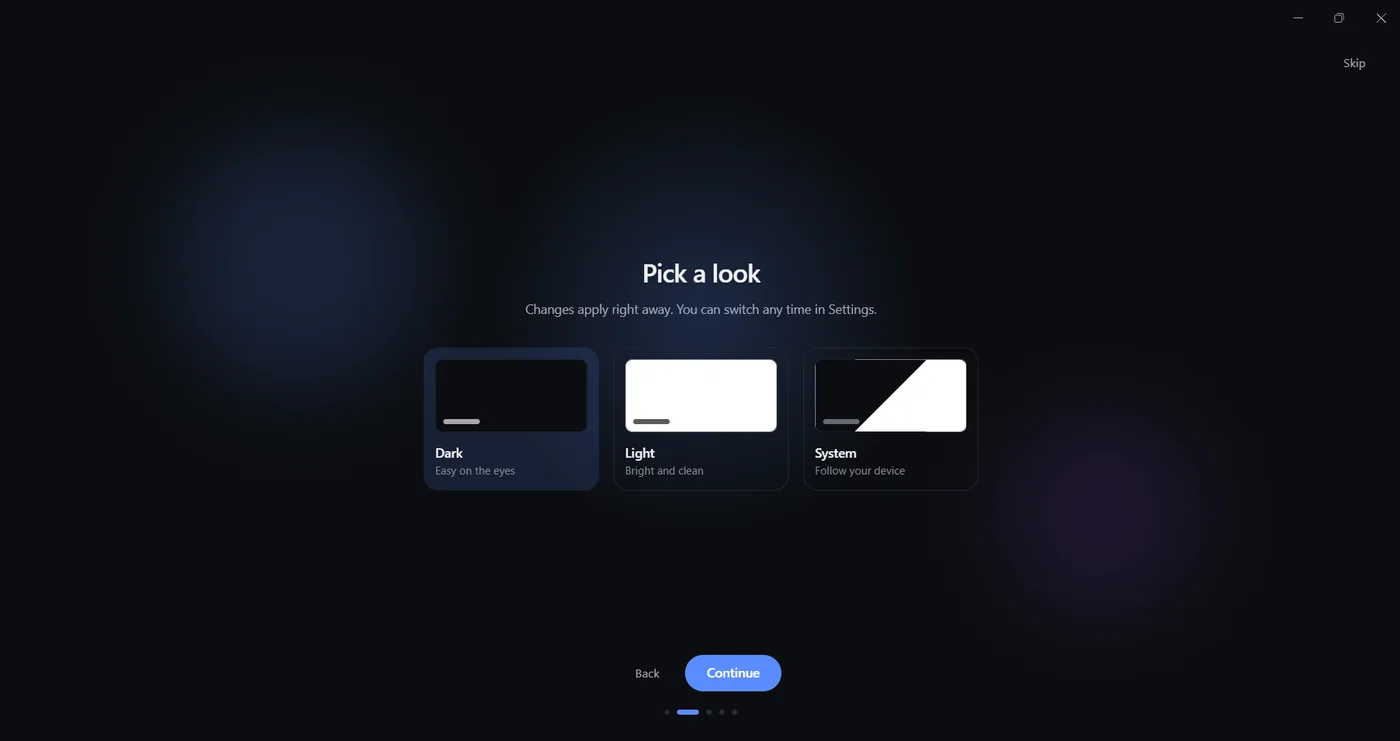 Skip
Pick a look
Changes apply right away. You can switch any time in Settings.
Dark
Easy on the eyes
Light
Bright and clean
System
Follow your device
Back
Continue